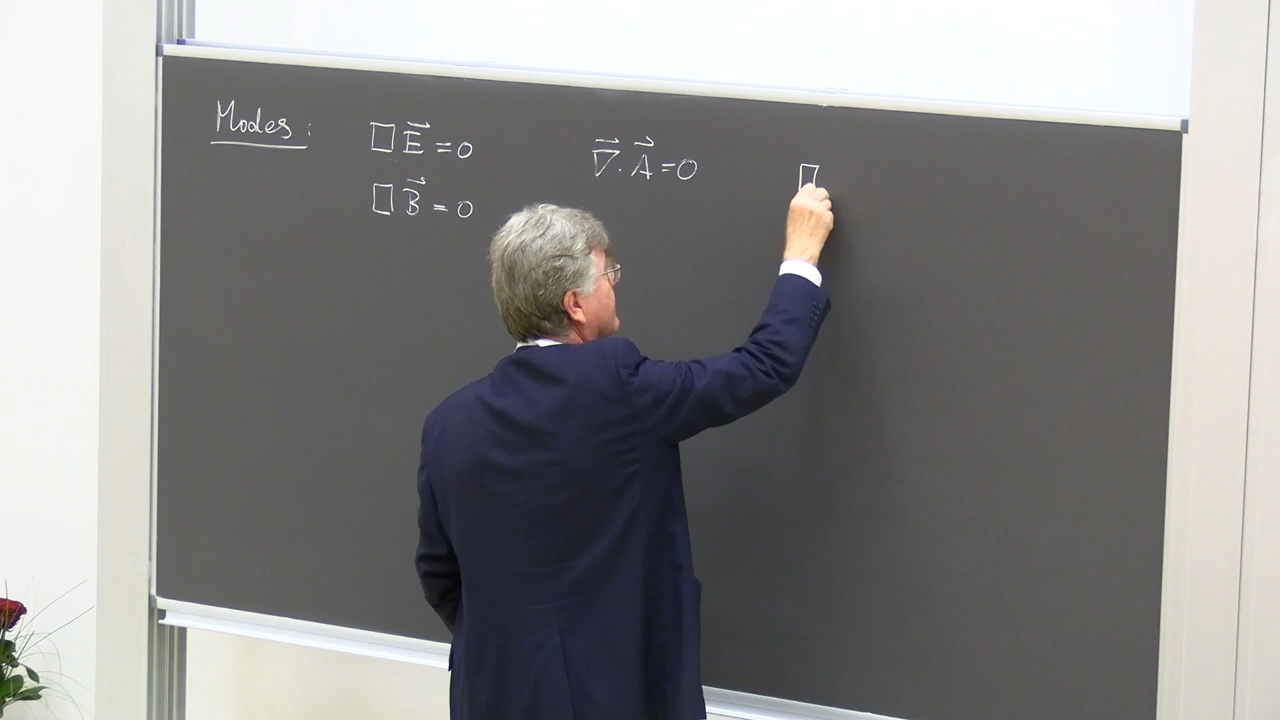 Modes: □E⃗ = 0 ∇⃗·A⃗ = 0 □
□B⃗ = 0